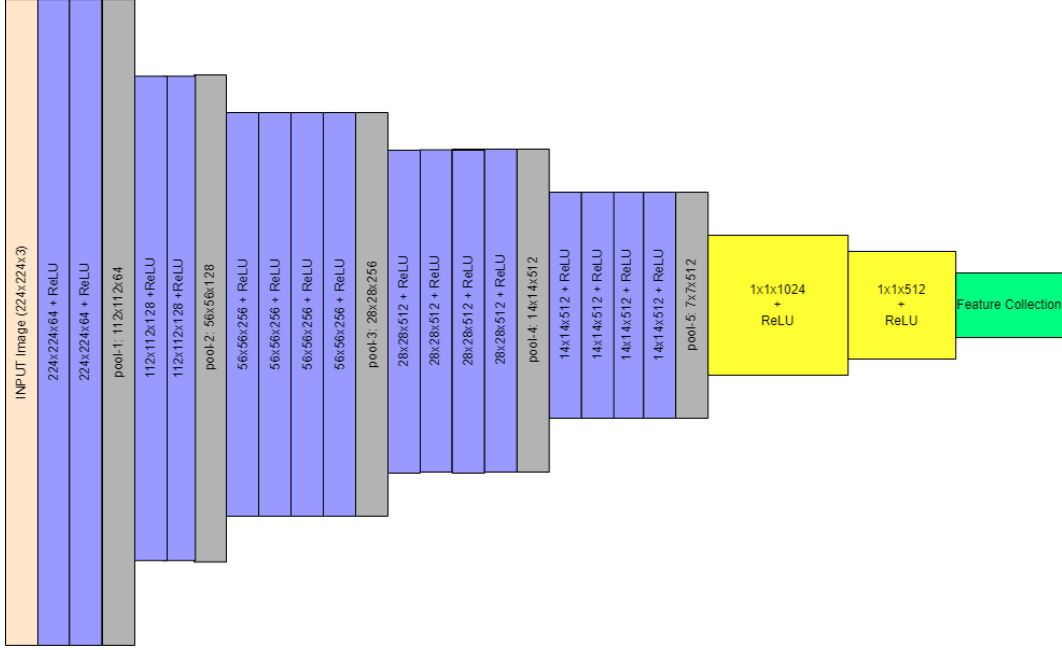 INPUT Image (224x224x3)
224x224x64 + ReLU
224x224x64 + ReLU
pool-1: 112x112x64
112x112x128 +ReLU
112x112x128 +ReLU
pool-2: 56x56x128
56x56x256 + ReLU
56x56x256 + ReLU
56x56x256 + ReLU
56x56x256 + ReLU
pool-3: 28x28x256
28x28x512 + ReLU
28x28x512 + ReLU
28x28x512 + ReLU
28x28x512 + ReLU
pool-4: 14x14x512
14x14x512 + ReLU
14x14x512 + ReLU
14x14x512 + ReLU
14x14x512 + ReLU
pool-5: 7x7x512
1x1x1024
+
ReLU
1x1x512
+
ReLU
Feature Collection